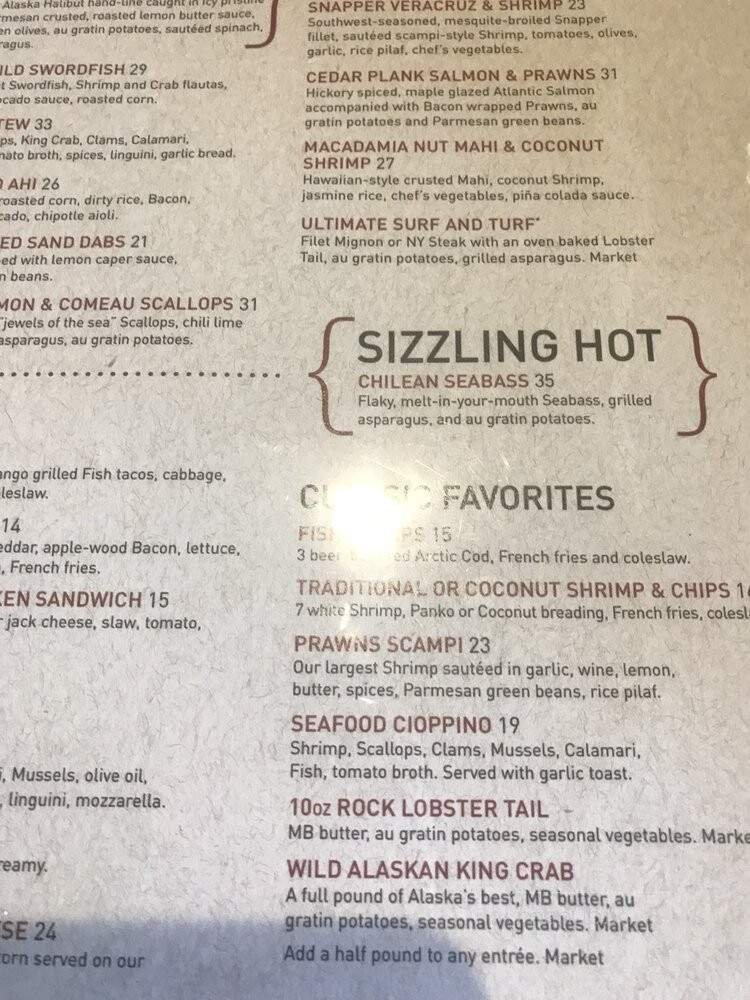 Alaska Halibut hand-line caught in icy pristine
rmesan crusted, roasted lemon butter sauce,
en olives, au gratin potatoes, sautéed spinach,
ragus.
ILD SWORDFISH 29
t Swordfish, Shrimp and Crab flautas,
ocado sauce, roasted corn.
TEW 33
ps, King Crab, Clams, Calamari,
nato broth, spices, linguini, garlic bread.
AHI 26
roasted corn, dirty rice, Bacon,
cado, chipotle aioli.
ED SAND DABS 21
ed with lemon caper sauce,
n beans.
MON & COMEAU SCALLOPS 31
"jewels of the sea" Scallops, chili lime
asparagus, au gratin potatoes.
ango grilled Fish tacos, cabbage,
leslaw.
14
eddar, apple-wood Bacon, lettuce,
, French fries.
KEN SANDWICH 15
r jack cheese, slaw, tomato,
i, Mussels, olive oil,
, linguini, mozzarella.
reamy.
SE 24
orn served on our
SNAPPER VERACRUZ & SHRIMP 23
Southwest-seasoned, mesquite-broiled Snapper
fillet, sautéed scampi-style Shrimp, tomatoes, olives,
garlic, rice pilaf, chef's vegetables.
CEDAR PLANK SALMON & PRAWNS 31
Hickory spiced, maple glazed Atlantic Salmon
accompanied with Bacon wrapped Prawns, au
gratin potatoes and Parmesan green beans.
MACADAMIA NUT MAHI & COCONUT
SHRIMP 27
Hawaiian-style crusted Mahi, coconut Shrimp,
jasmine rice, chef's vegetables, piña colada sauce.
ULTIMATE SURF AND TURF*
Filet Mignon or NY Steak with an oven baked Lobster
Tail, au gratin potatoes, grilled asparagus. Market
SIZZLING HOT
CHILEAN SEABASS 35
Flaky, melt-in-your-mouth Seabass, grilled
asparagus, and au gratin potatoes.
CLASSIC FAVORITES
15
3 beer Arctic Cod, French fries and coleslaw.
TRADITIONAL OR COCONUT SHRIMP & CHIPS 16
7 white Shrimp, Panko or Coconut breading, French fries, colesl
PRAWNS SCAMPI 23
Our largest Shrimp sautéed in garlic, wine, lemon,
butter, spices, Parmesan green beans, rice pilaf.
SEAFOOD CIOPPINO 19
Shrimp, Scallops, Clams, Mussels, Calamari,
Fish, tomato broth. Served with garlic toast.
10oz ROCK LOBSTER TAIL
MB butter, au gratin potatoes, seasonal vegetables. Marke
WILD ALASKAN KING CRAB
A full pound of Alaska's best, MB butter, au
gratin potatoes, seasonal vegetables. Market
Add a half pound to any entrée. Market